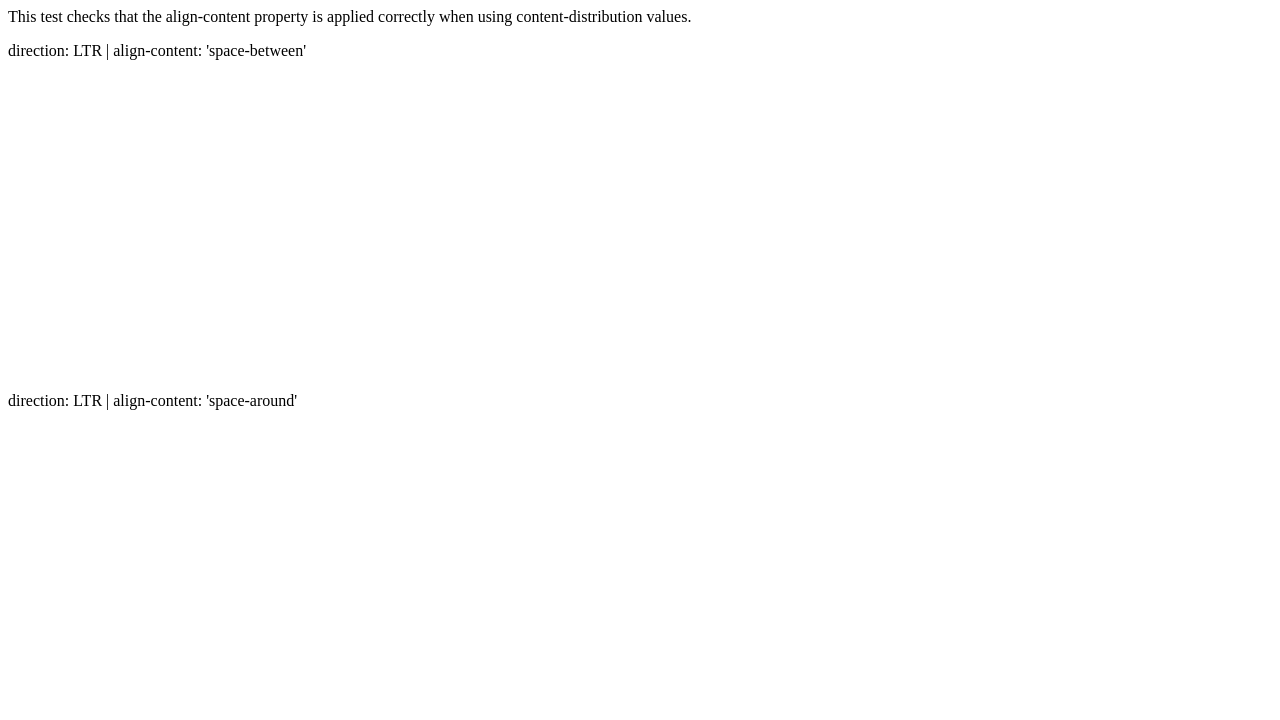 This test checks that the align-content property is applied correctly when using content-distribution values.
direction: LTR | align-content: 'space-between'
direction: LTR | align-content: 'space-around'